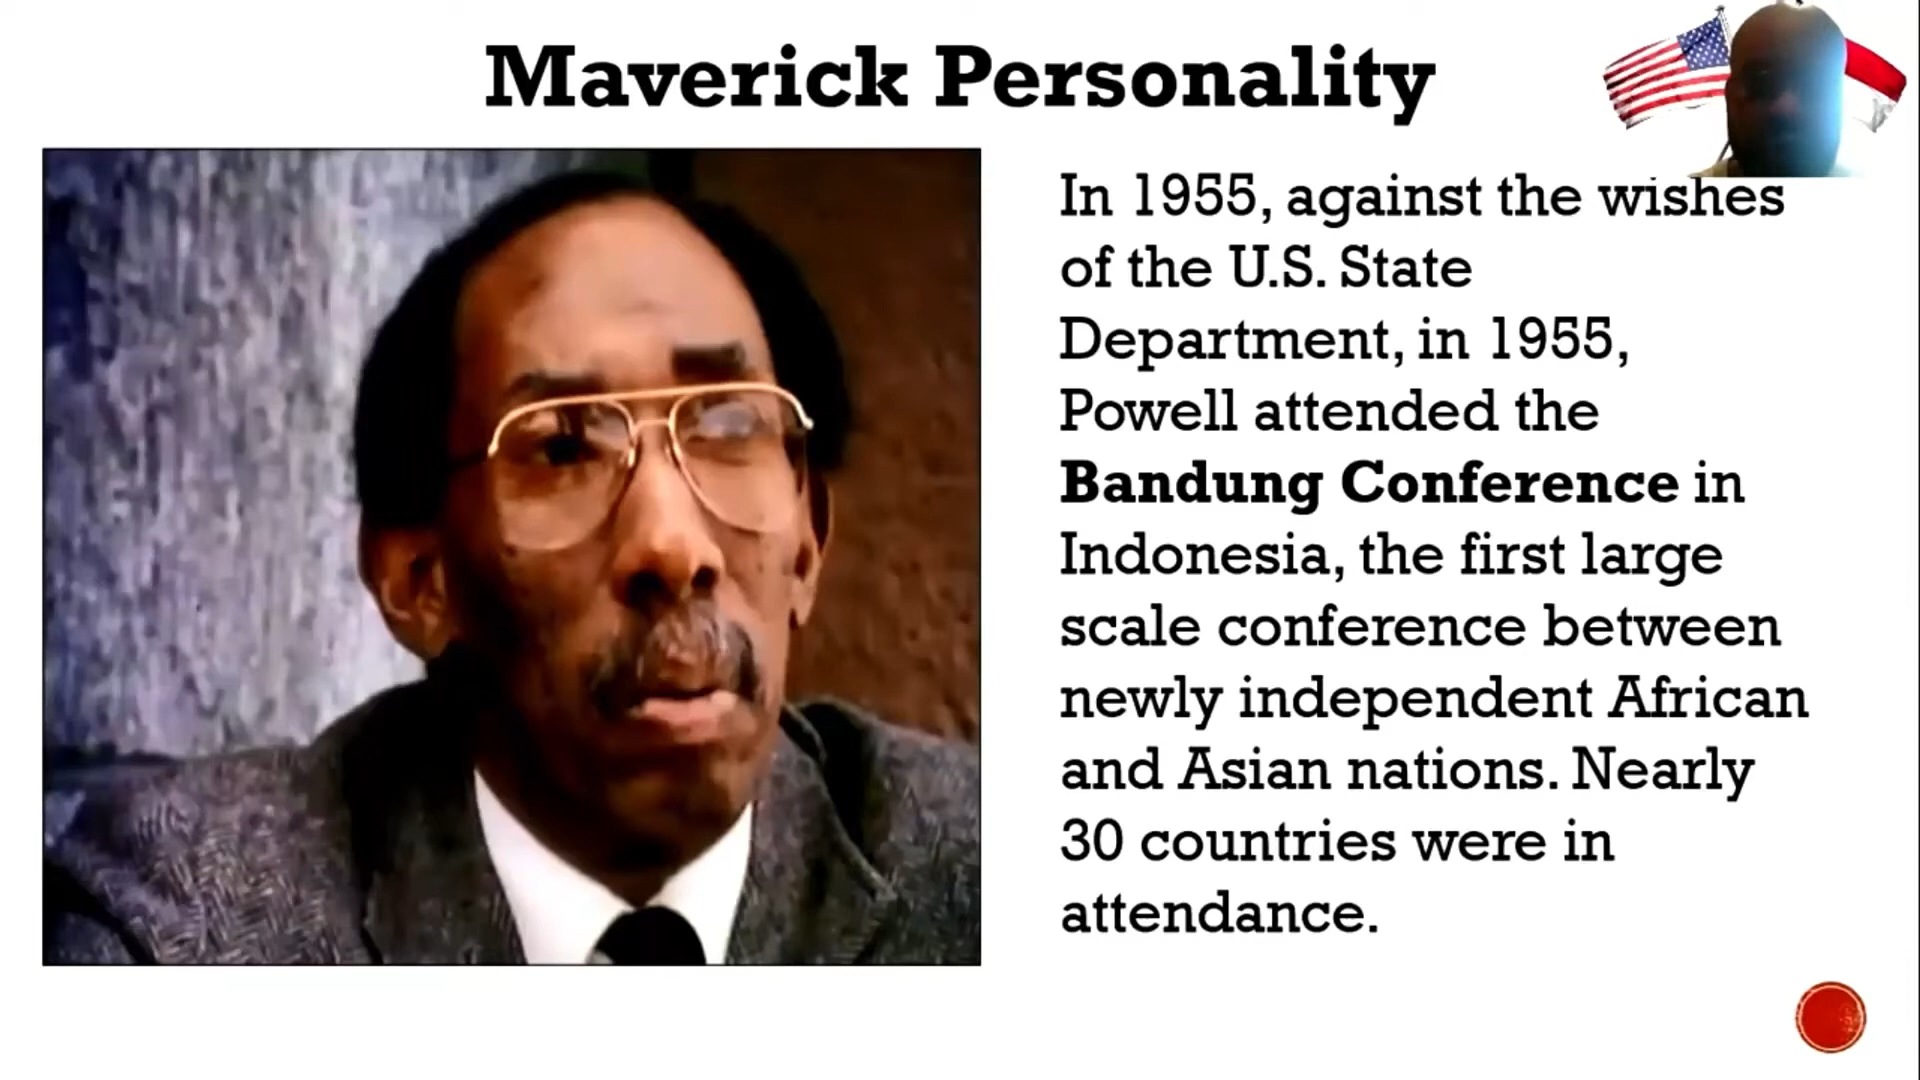 Maverick Personality
In 1955, against the wishes
of the U.S. State
Department, in 1955,
Powell attended the
Bandung Conference in
Indonesia, the first large
scale conference between
newly independent African
and Asian nations. Nearly
30 countries were in
attendance.